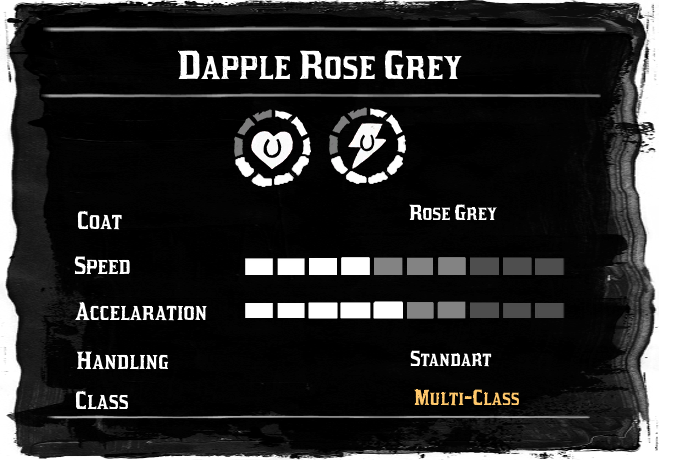 Dapple Rose Grey
Coat Rose Grey
Speed
Accelaration
Handling Standart
Class Multi-Class